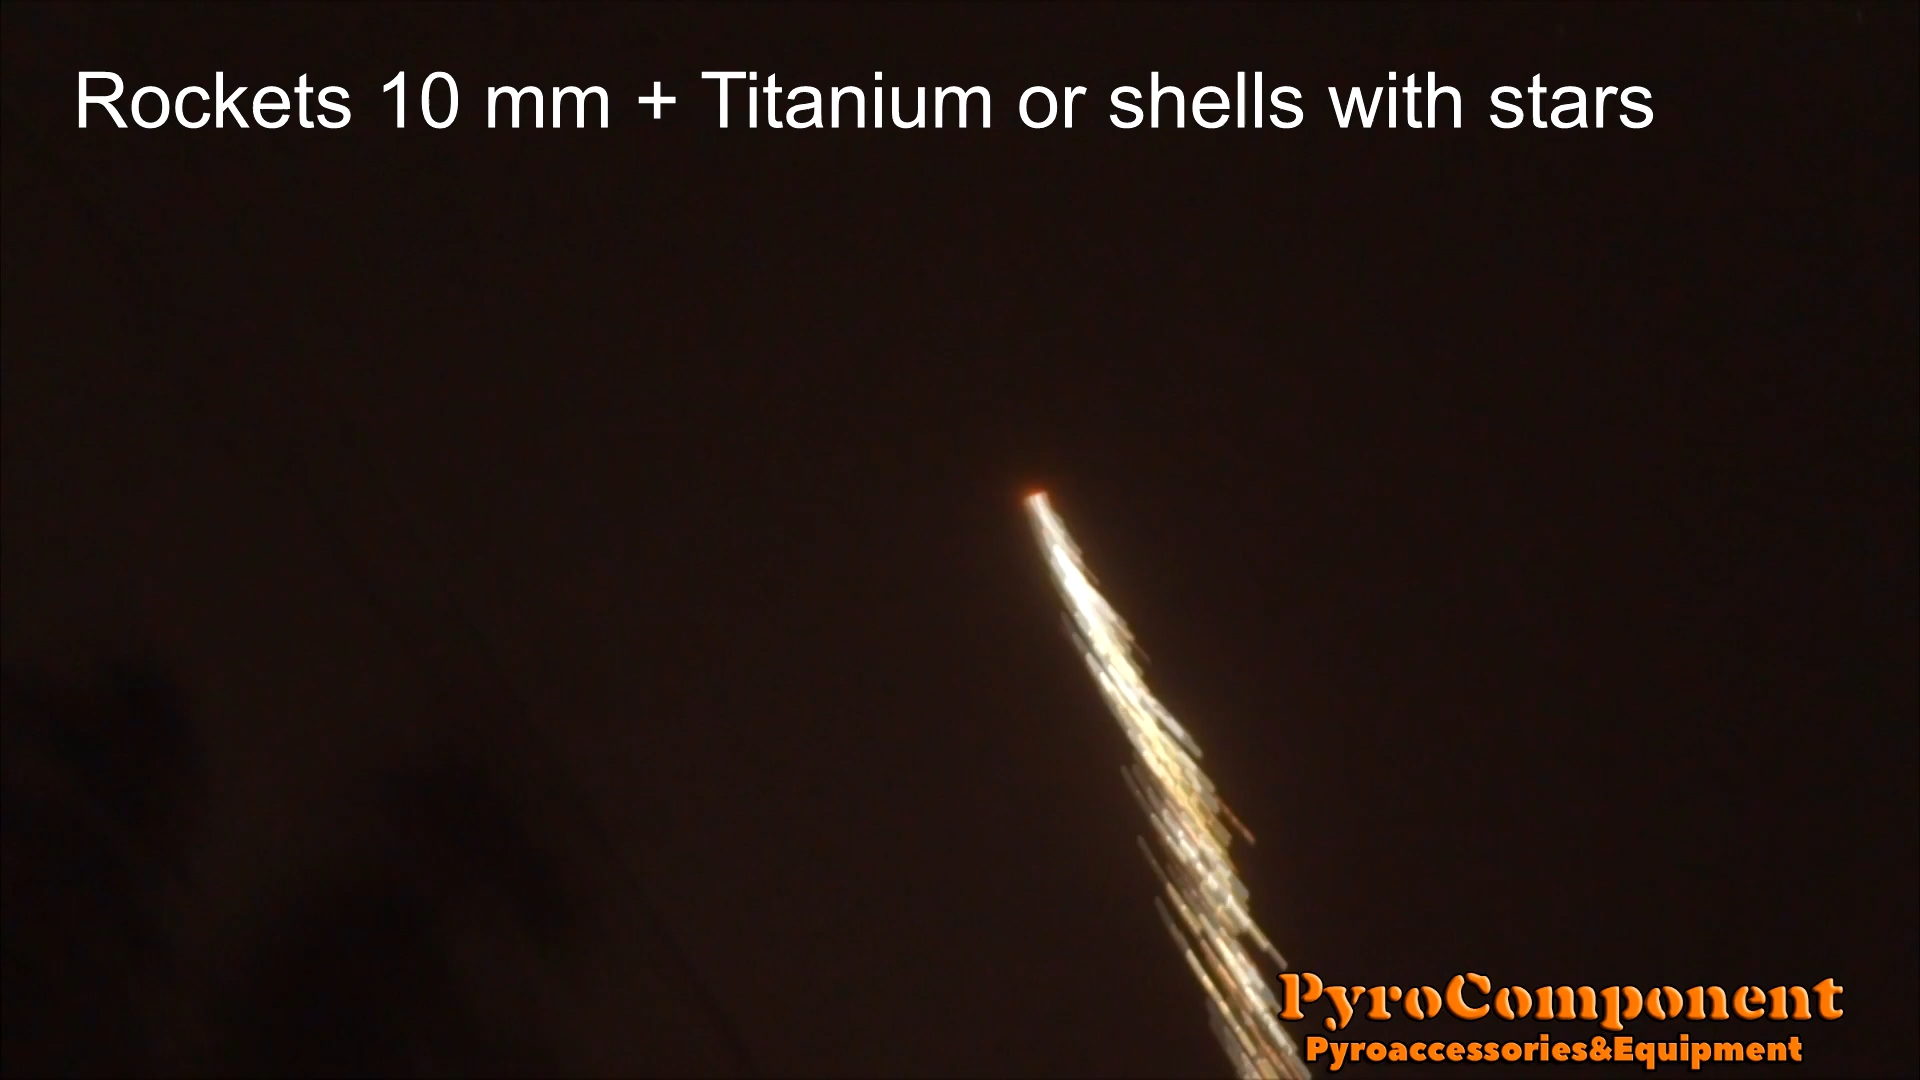 Rockets 10 mm + Titanium or shells with stars
PyroComponent
Pyroaccessories&Equipment